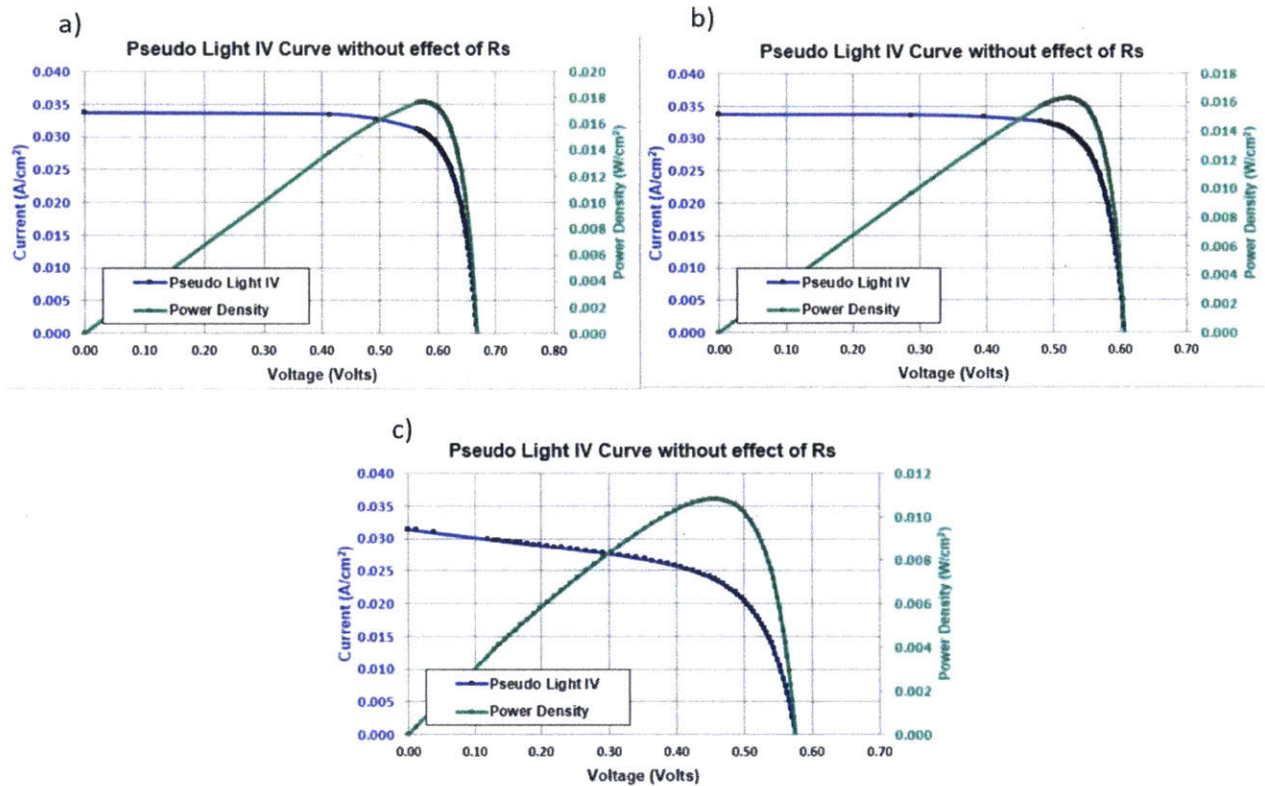 a)
Pseudo Light IV Curve without effect of Rs
0.040
0.035
0.030
0.025
0.020
0.015
0.010
0.005
0.000
Current (A/cm²)
0.020
0.018
0.016
0.014
0.012
0.010
0.008
0.006
0.004
0.002
0.000
Power Density (W/cm²)
Pseudo Light IV
Power Density
0.00 0.10 0.20 0.30 0.40 0.50 0.60 0.70 0.80
Voltage (Volts)
b)
Pseudo Light IV Curve without effect of Rs
0.040
0.035
0.030
0.025
0.020
0.015
0.010
0.005
0.000
Current (A/cm²)
0.018
0.016
0.014
0.012
0.010
0.008
0.006
0.004
0.002
0.000
Power Density (W/cm²)
Pseudo Light IV
Power Density
0.00 0.10 0.20 0.30 0.40 0.50 0.60 0.70
Voltage (Volts)
c)
Pseudo Light IV Curve without effect of Rs
0.040
0.035
0.030
0.025
0.020
0.015
0.010
0.005
0.000
Current (A/cm²)
0.012
0.010
0.008
0.006
0.004
0.002
0.000
Power Density (W/cm²)
Pseudo Light IV
Power Density
0.00 0.10 0.20 0.30 0.40 0.50 0.60 0.70
Voltage (Volts)